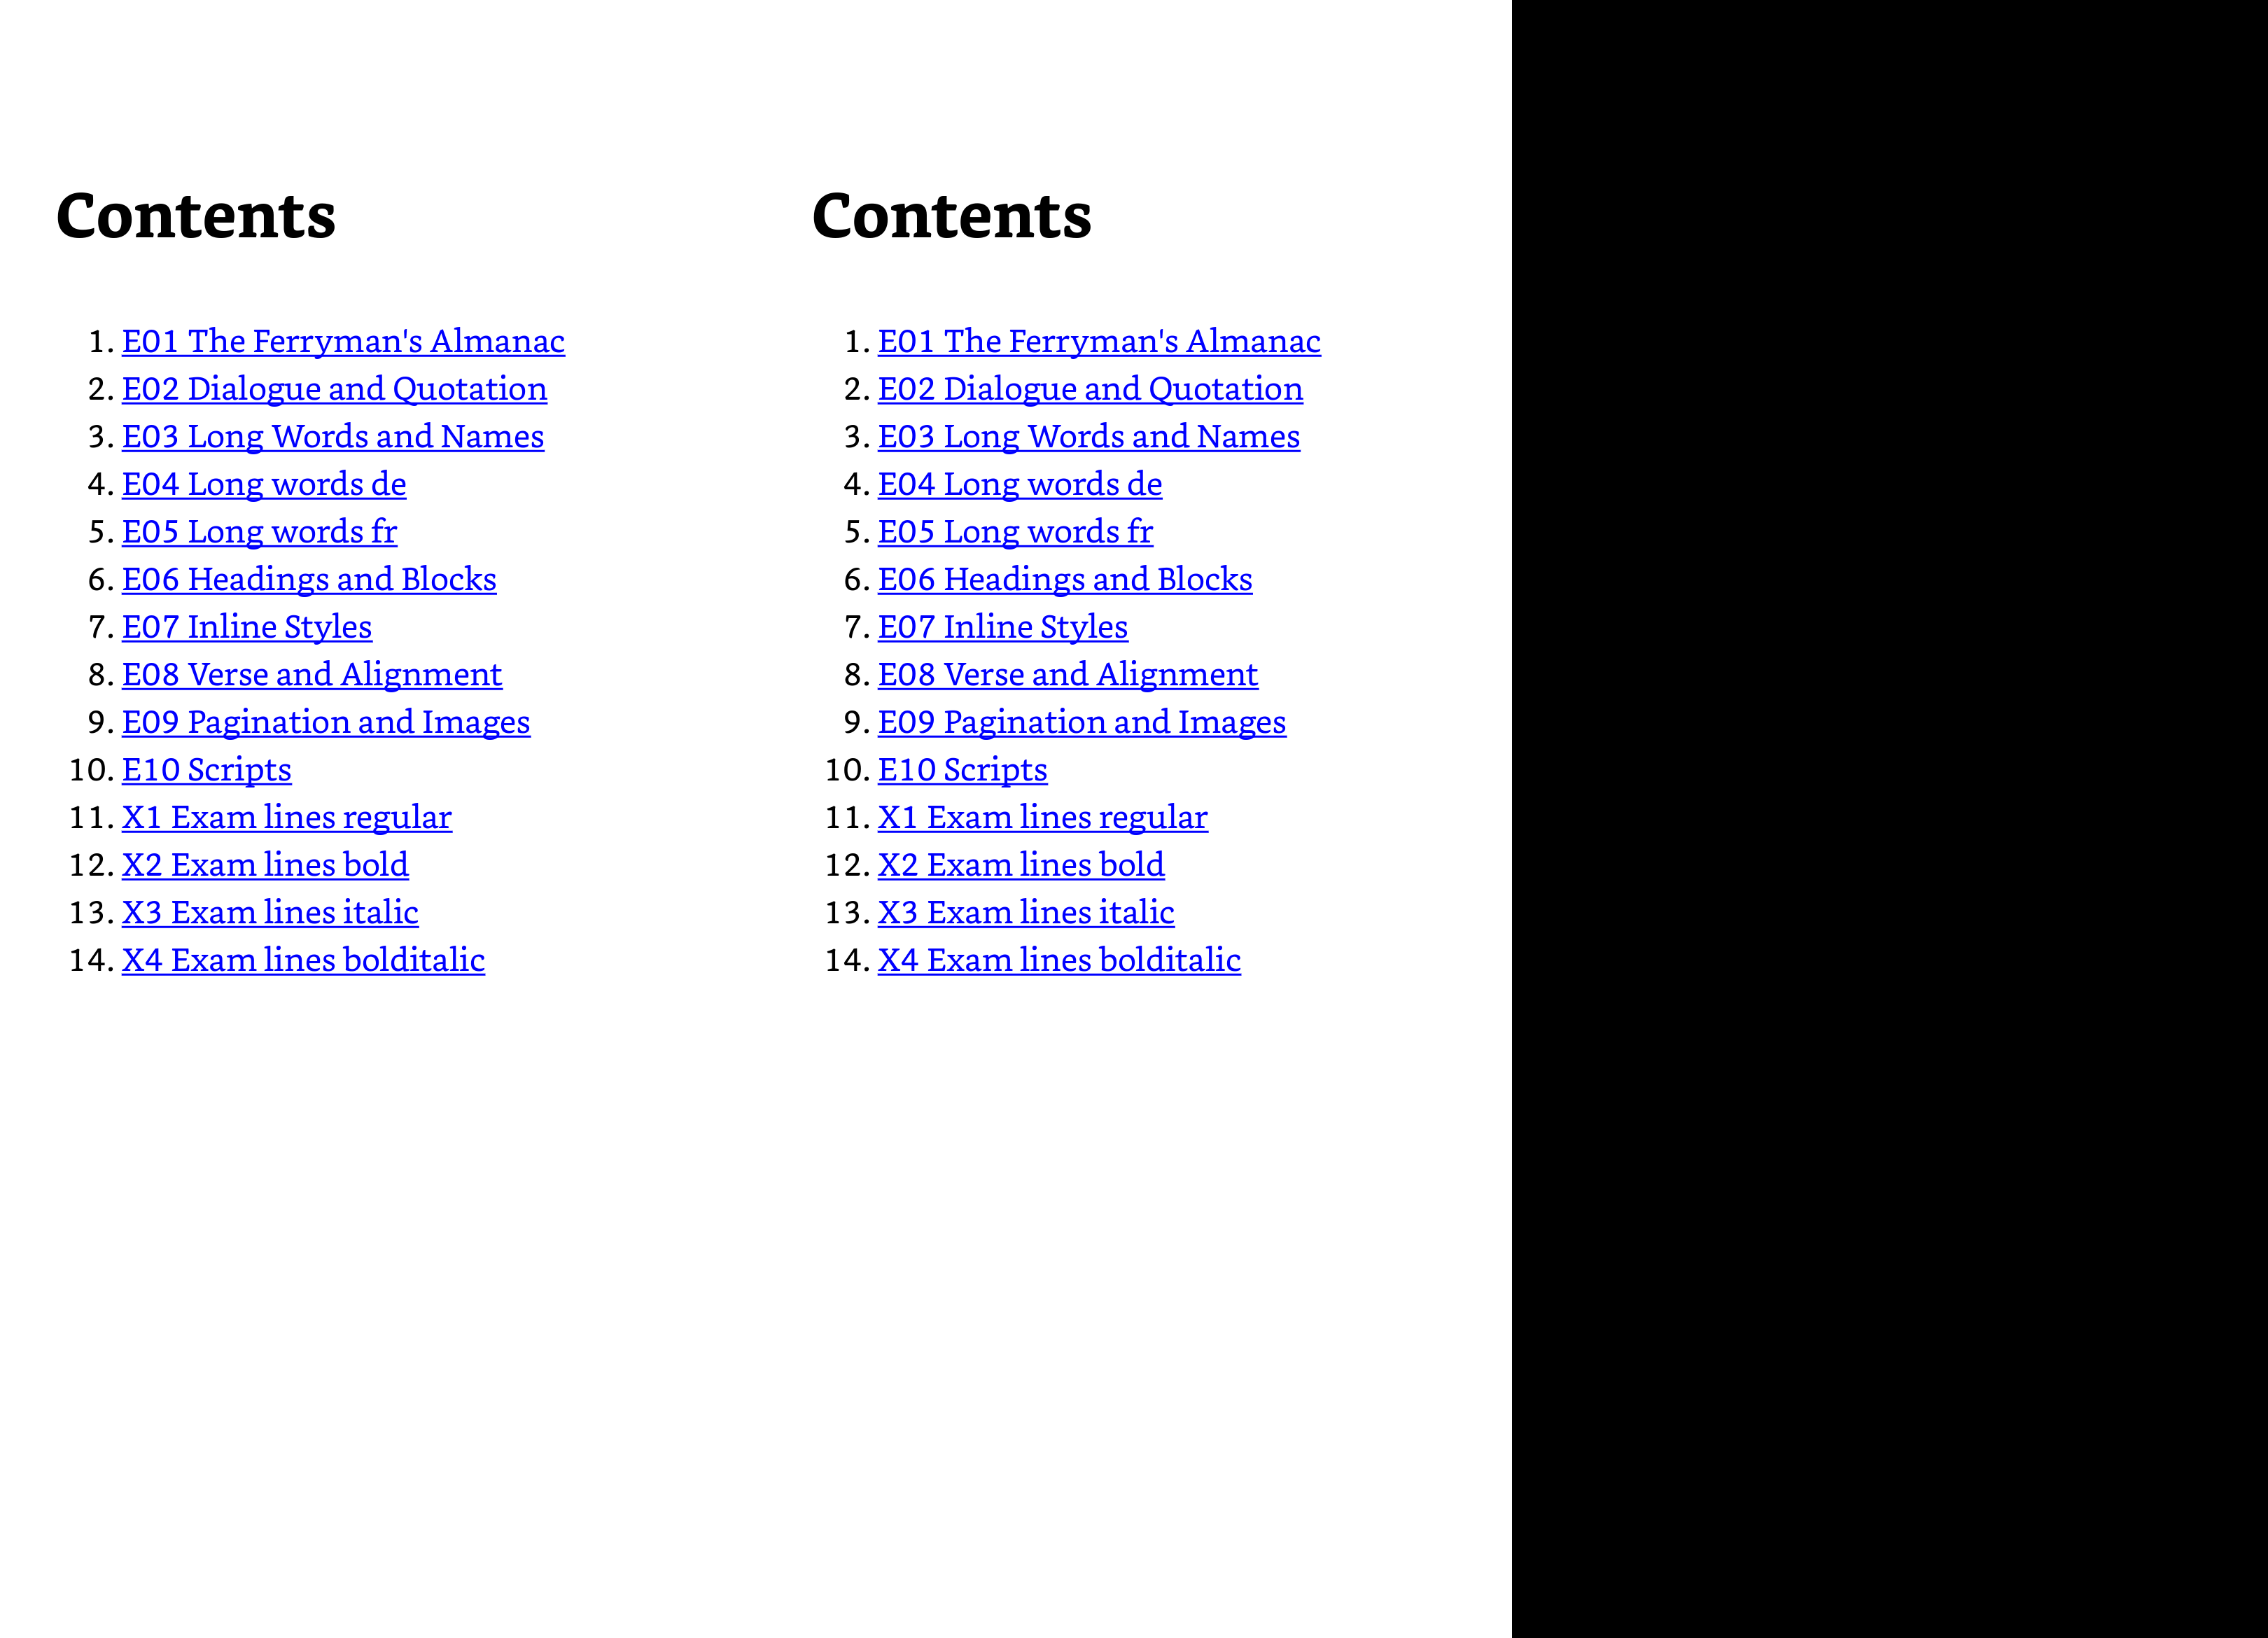 Contents
1. E01 The Ferryman's Almanac
2. E02 Dialogue and Quotation
3. E03 Long Words and Names
4. E04 Long words de
5. E05 Long words fr
6. E06 Headings and Blocks
7. E07 Inline Styles
8. E08 Verse and Alignment
9. E09 Pagination and Images
10. E10 Scripts
11. X1 Exam lines regular
12. X2 Exam lines bold
13. X3 Exam lines italic
14. X4 Exam lines bolditalic
Contents
1. E01 The Ferryman's Almanac
2. E02 Dialogue and Quotation
3. E03 Long Words and Names
4. E04 Long words de
5. E05 Long words fr
6. E06 Headings and Blocks
7. E07 Inline Styles
8. E08 Verse and Alignment
9. E09 Pagination and Images
10. E10 Scripts
11. X1 Exam lines regular
12. X2 Exam lines bold
13. X3 Exam lines italic
14. X4 Exam lines bolditalic